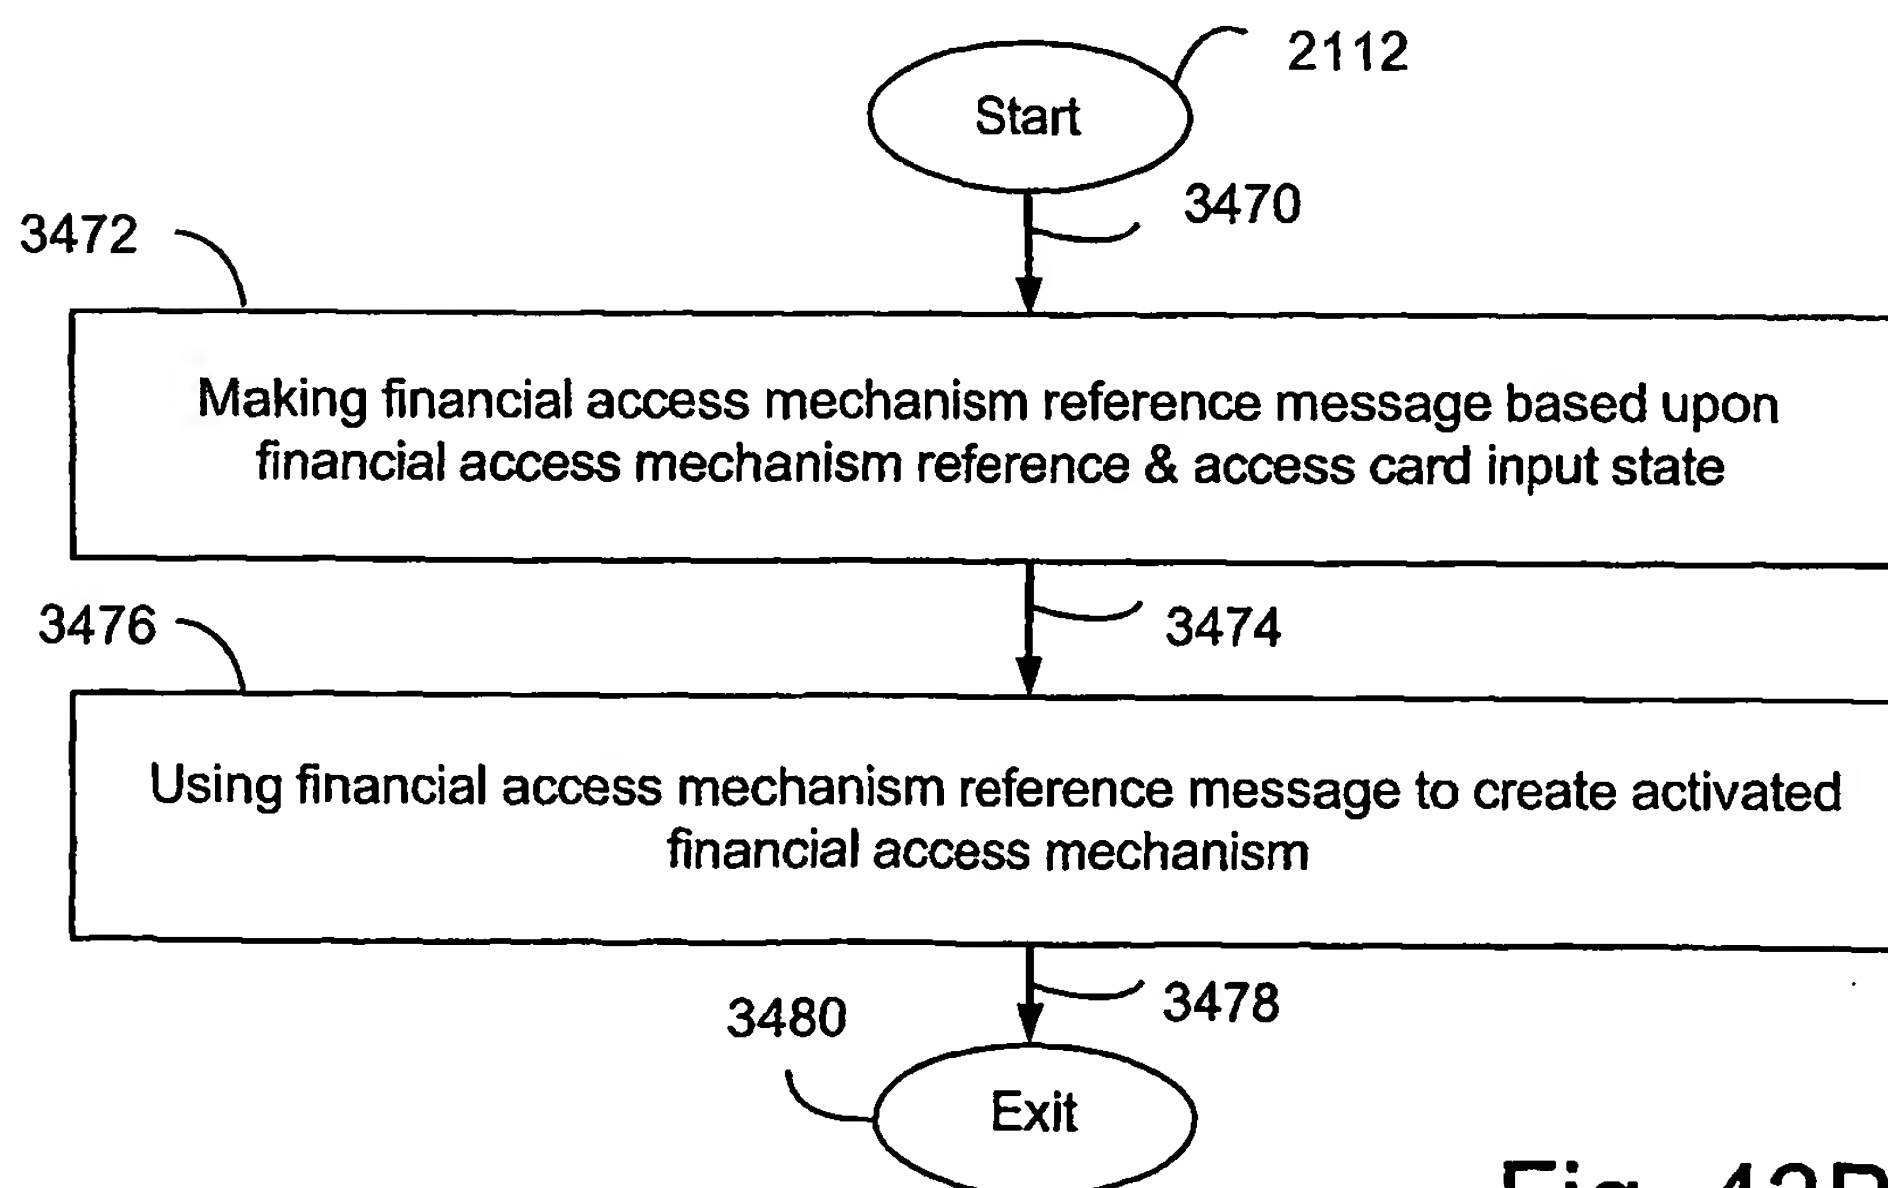 2112
Start
3470
3472
Making financial access mechanism reference message based upon
financial access mechanism reference & access card input state
3474
3476
Using financial access mechanism reference message to create activated
financial access mechanism
3478
3480
Exit
Fig.